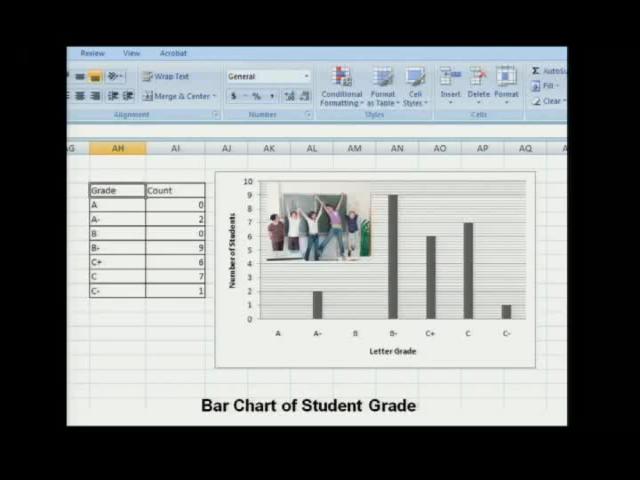 Review View Acrobat
Wrap Text General AutoSu
Merge & Center $ % , Conditional Formatting Format as Table Cell Styles Insert Delete Format Fill Clear
Alignment Number Styles Cells
AH AI AJ AK AL AM AN AO AP AQ
Grade Count
A 0
A- 2
B 0
B- 9
C+ 6
C 7
C- 1
10
9
8
7
6
5
4
3
2
1
0
Number of Students
A A- B B- C+ C C-
Letter Grade
Bar Chart of Student Grade